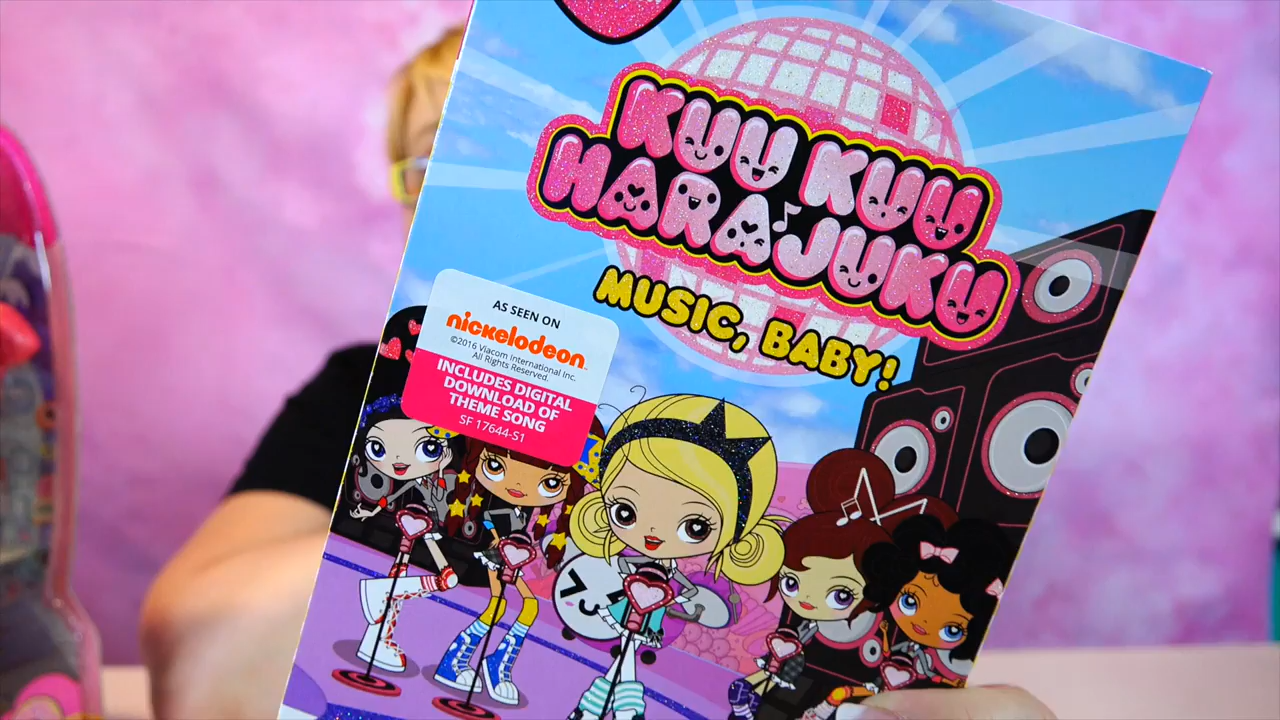 KUU KUU
HARAJUKU
MUSIC, BABY!
AS SEEN ON
nickelodeon
©2016 Viacom International Inc.
All Rights Reserved.
INCLUDES DIGITAL
DOWNLOAD OF
THEME SONG
SF 17644-S1